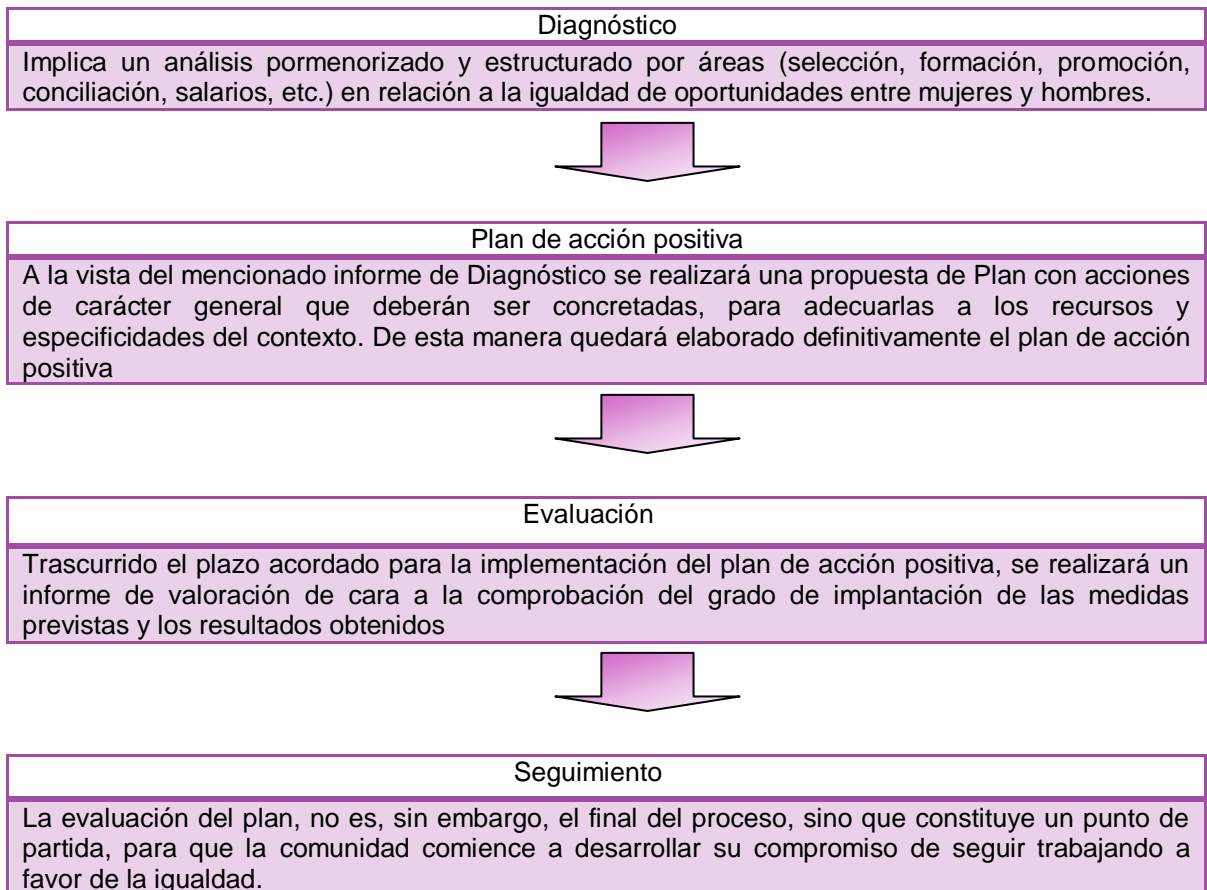 Diagnóstico
Implica un análisis pormenorizado y estructurado por áreas (selección, formación, promoción,
conciliación, salarios, etc.) en relación a la igualdad de oportunidades entre mujeres y hombres.
Plan de acción positiva
A la vista del mencionado informe de Diagnóstico se realizará una propuesta de Plan con acciones
de carácter general que deberán ser concretadas, para adecuarlas a los recursos y
especificidades del contexto. De esta manera quedará elaborado definitivamente el plan de acción
positiva
Evaluación
Trascurrido el plazo acordado para la implementación del plan de acción positiva, se realizará un
informe de valoración de cara a la comprobación del grado de implantación de las medidas
previstas y los resultados obtenidos
Seguimiento
La evaluación del plan, no es, sin embargo, el final del proceso, sino que constituye un punto de
partida, para que la comunidad comience a desarrollar su compromiso de seguir trabajando a
favor de la igualdad.